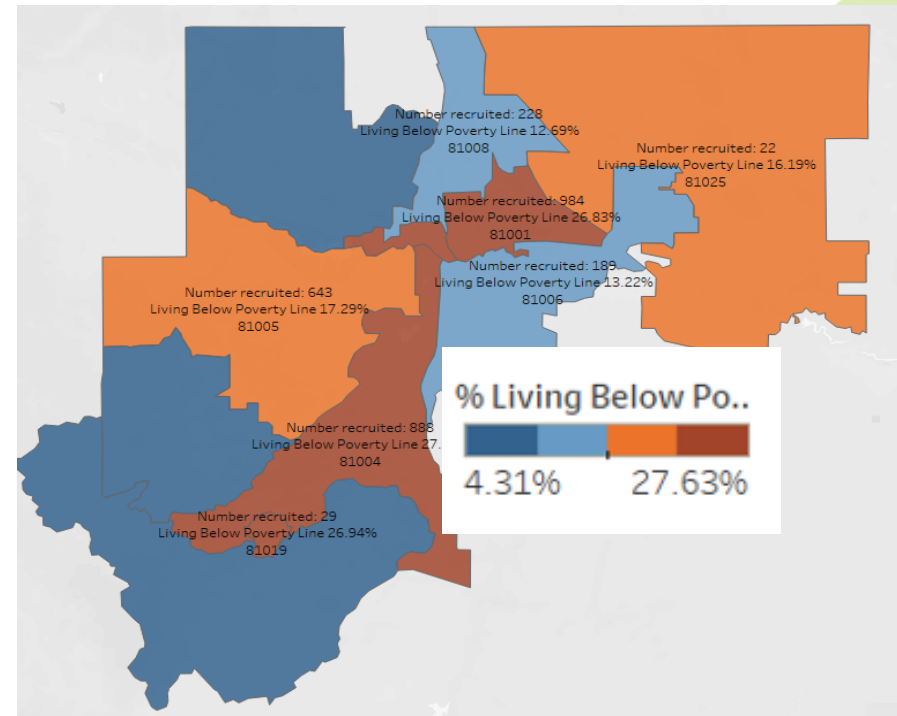 Number recruited: 228
Living Below Poverty Line 12.69%
81008
Number recruited: 22
Living Below Poverty Line 16.19%
81025
Number recruited: 984
Living Below Poverty Line 26.83%
81001
Number recruited: 189
Living Below Poverty Line 13.22%
81006
Number recruited: 643
Living Below Poverty Line 17.29%
81005
% Living Below Po..
4.31% 27.63%
Number recruited: 888
Living Below Poverty Line 27.
81004
Number recruited: 29
Living Below Poverty Line 26.94%
81019